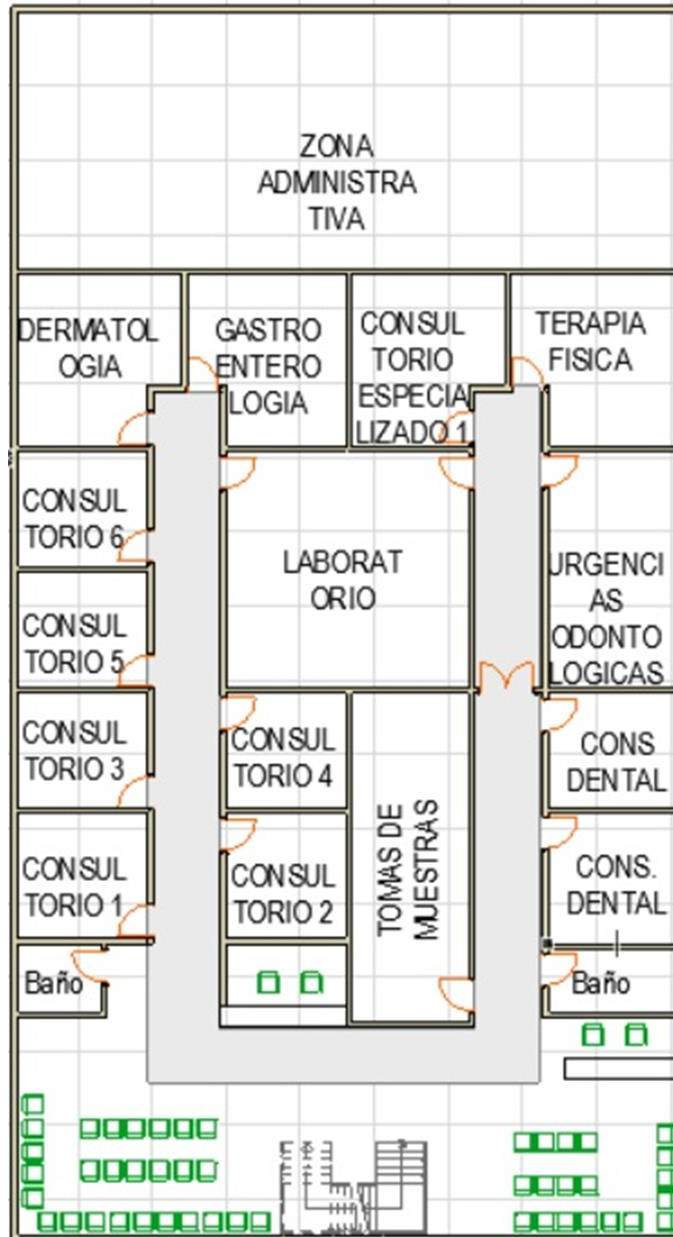 ZONA
ADMINISTRA
TIVA
DERMATOL
OGIA
GASTRO
ENTERO
LOGIA
CONSUL
TORIO
ESPECIA
LIZADO 1
TERAPIA
FISICA
CONSUL
TORIO 6
LABORAT
ORIO
URGENCI
AS
ODONTO
LOGICAS
CONSUL
TORIO 5
CONSUL
TORIO 3
CONSUL
TORIO 4
TOMAS DE
MUESTRAS
CONS
DENTAL
CONSUL
TORIO 1
CONSUL
TORIO 2
CONS.
DENTAL
Baño
Baño